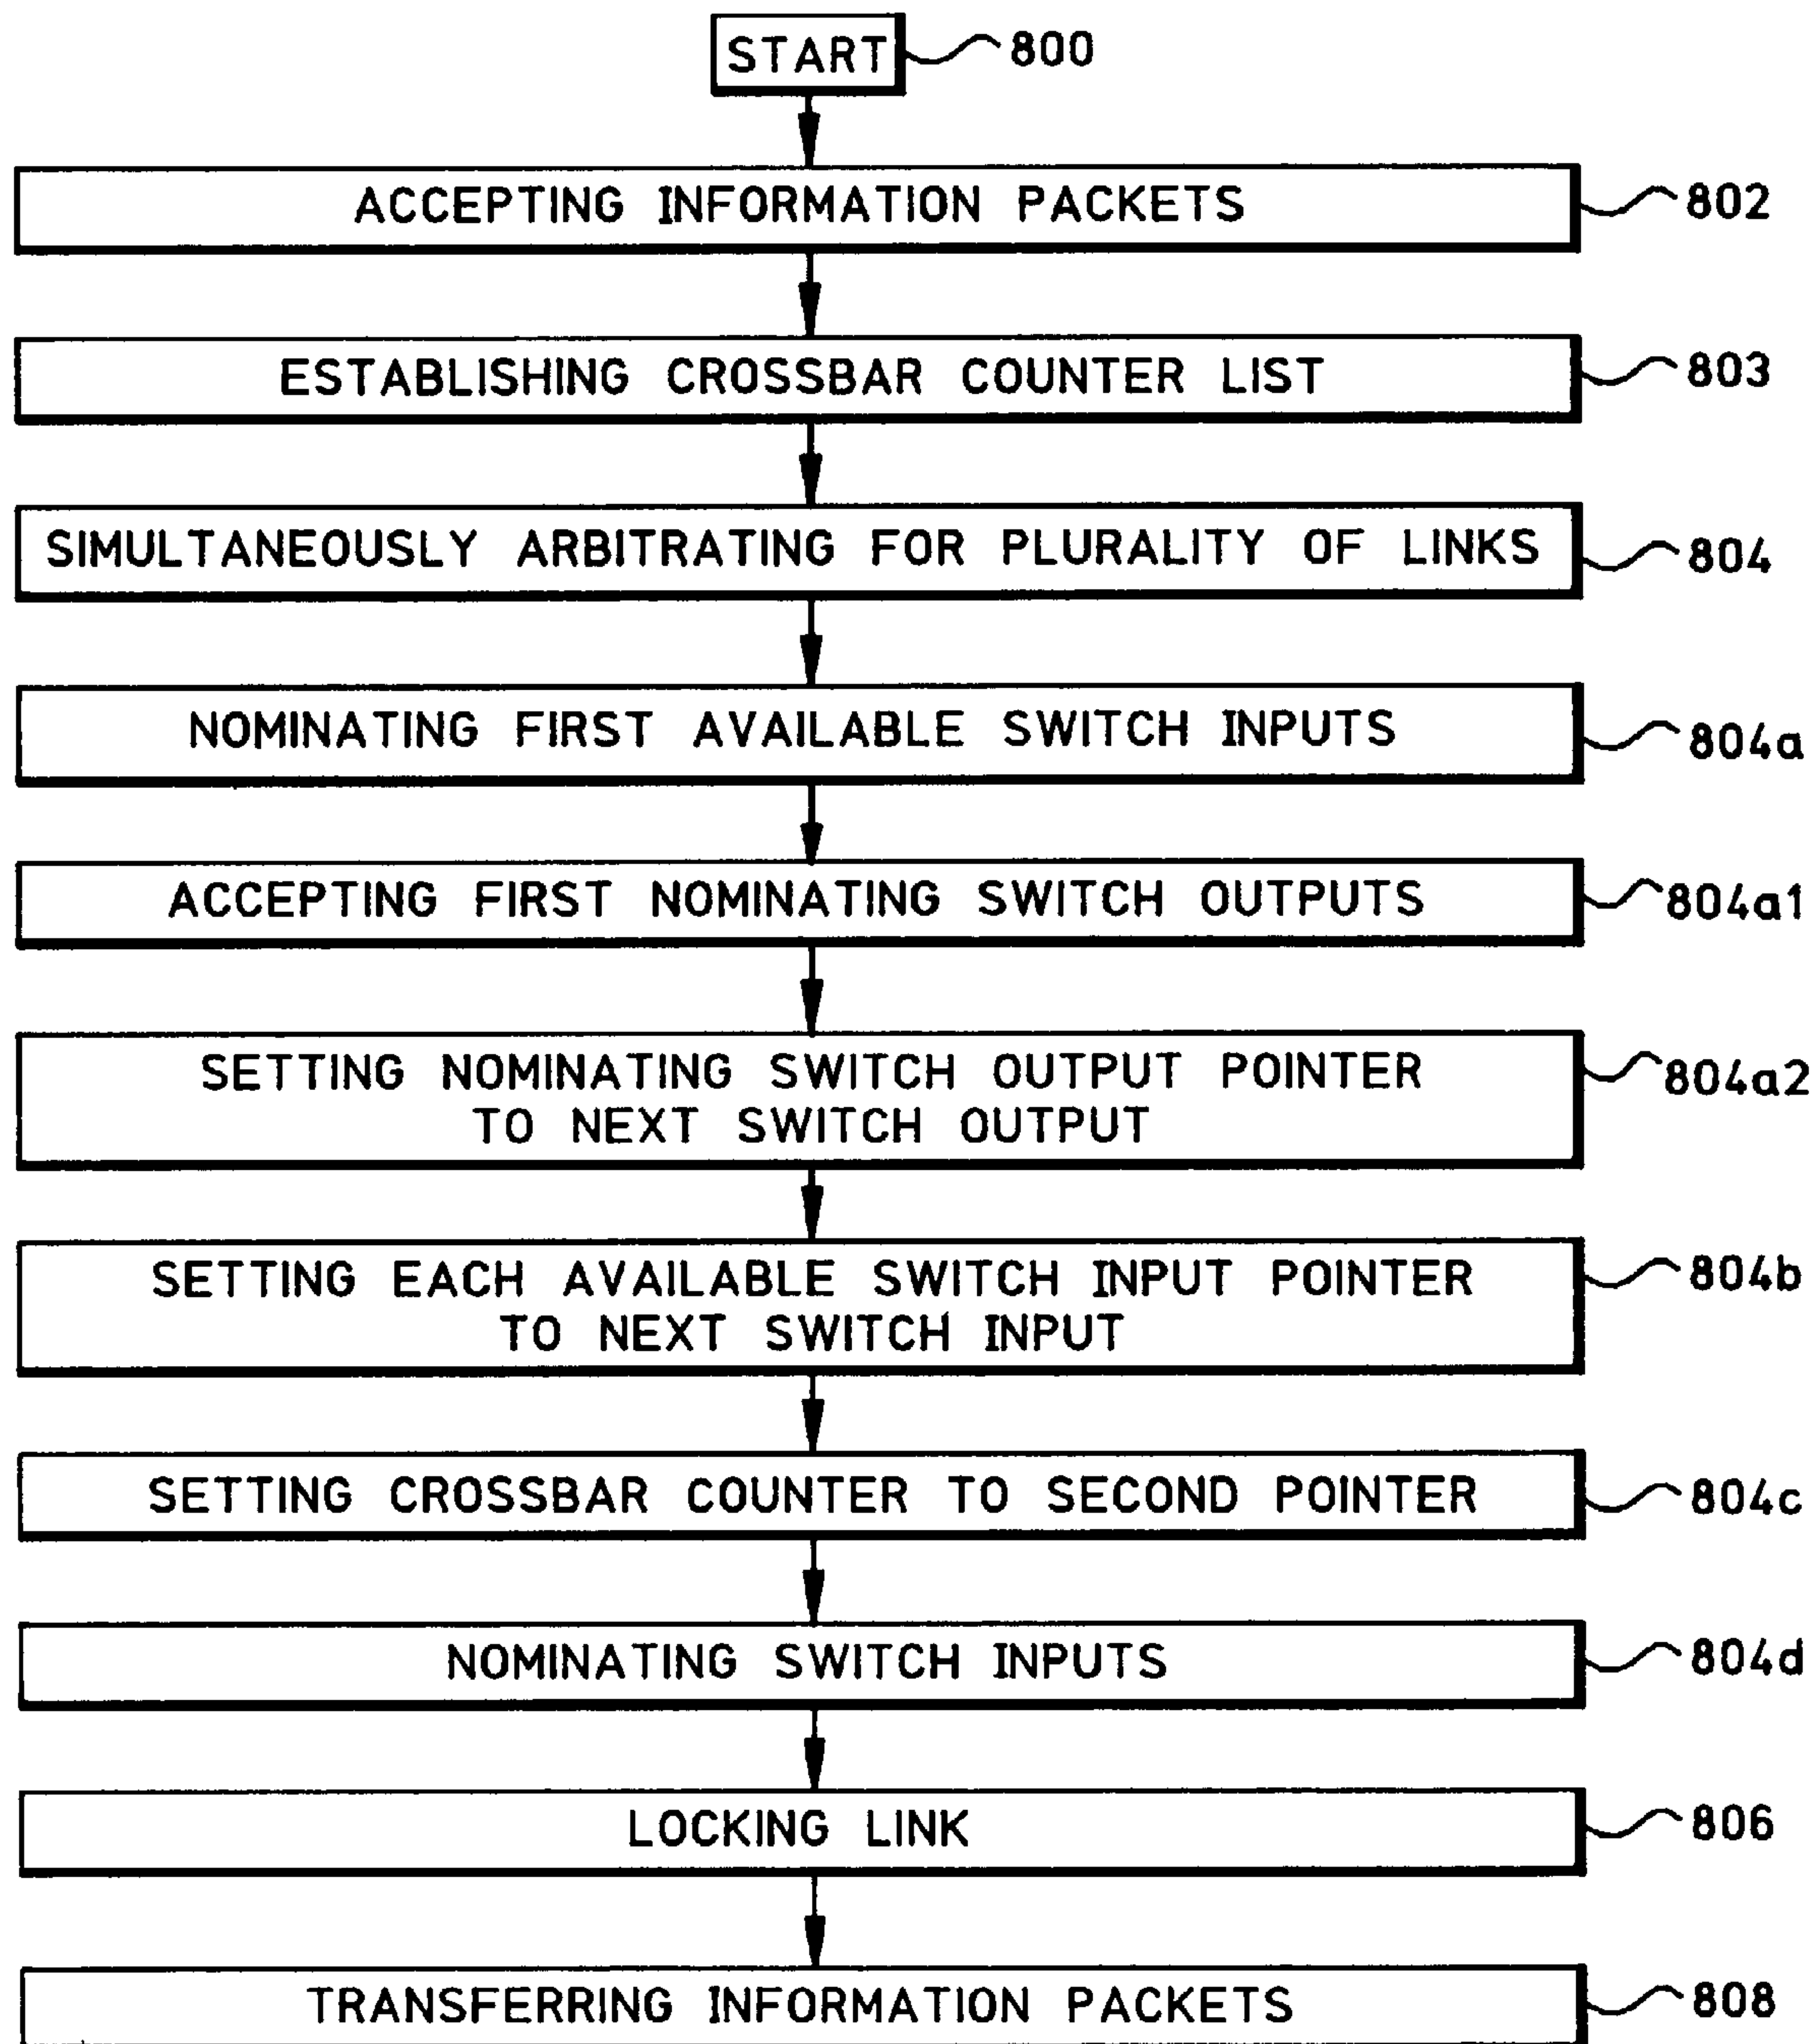 START
800
ACCEPTING INFORMATION PACKETS
802
ESTABLISHING CROSSBAR COUNTER LIST
803
SIMULTANEOUSLY ARBITRATING FOR PLURALITY OF LINKS
804
NOMINATING FIRST AVAILABLE SWITCH INPUTS
804a
ACCEPTING FIRST NOMINATING SWITCH OUTPUTS
804a1
SETTING NOMINATING SWITCH OUTPUT POINTER
TO NEXT SWITCH OUTPUT
804a2
SETTING EACH AVAILABLE SWITCH INPUT POINTER
TO NEXT SWITCH INPUT
804b
SETTING CROSSBAR COUNTER TO SECOND POINTER
804c
NOMINATING SWITCH INPUTS
804d
LOCKING LINK
806
TRANSFERRING INFORMATION PACKETS
808